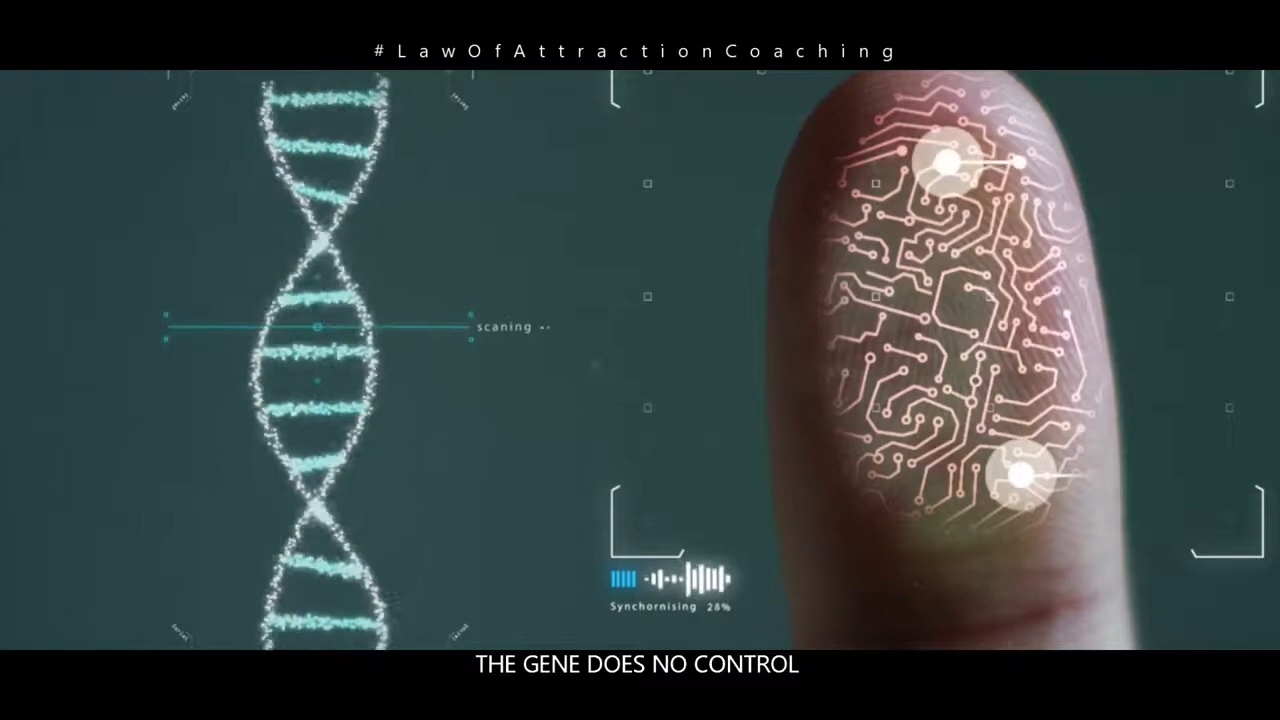 #LawOfAttractionCoaching
scaning
Synchornising 28%
THE GENE DOES NO CONTROL